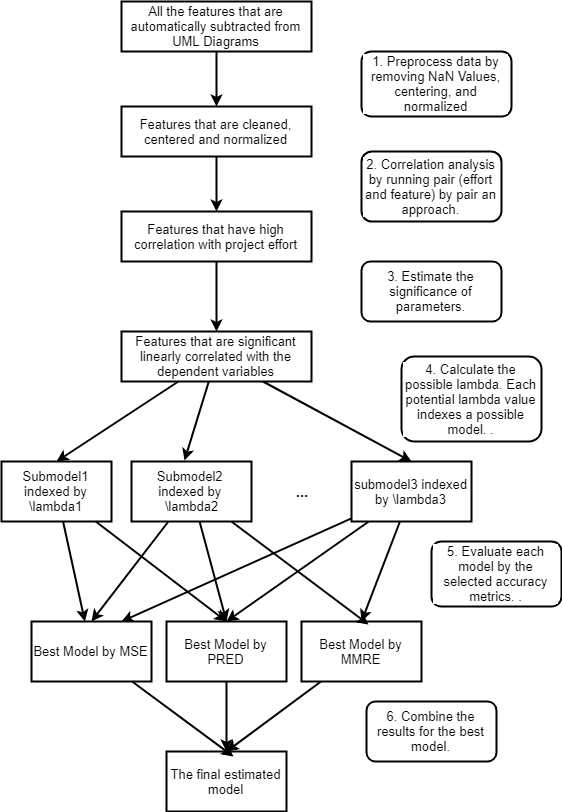 All the features that are
automatically subtracted from
UML Diagrams
1. Preprocess data by
removing NaN Values,
centering, and
normalized
Features that are cleaned,
centered and normalized
2. Correlation analysis
by running pair (effort
and feature) by pair an
approach.
Features that have high
correlation with project effort
3. Estimate the
significance of
parameters.
Features that are significant
linearly correlated with the
dependent variables
4. Calculate the
possible lambda. Each
potential lambda value
indexes a possible
model. .
Submodel1
indexed by
\lambda1
Submodel2
indexed by
\lambda2
...
submodel3 indexed
by \lambda3
5. Evaluate each
model by the
selected accuracy
metrics. .
Best Model by MSE
Best Model by
PRED
Best Model by
MMRE
6. Combine the
results for the best
model.
The final estimated
model